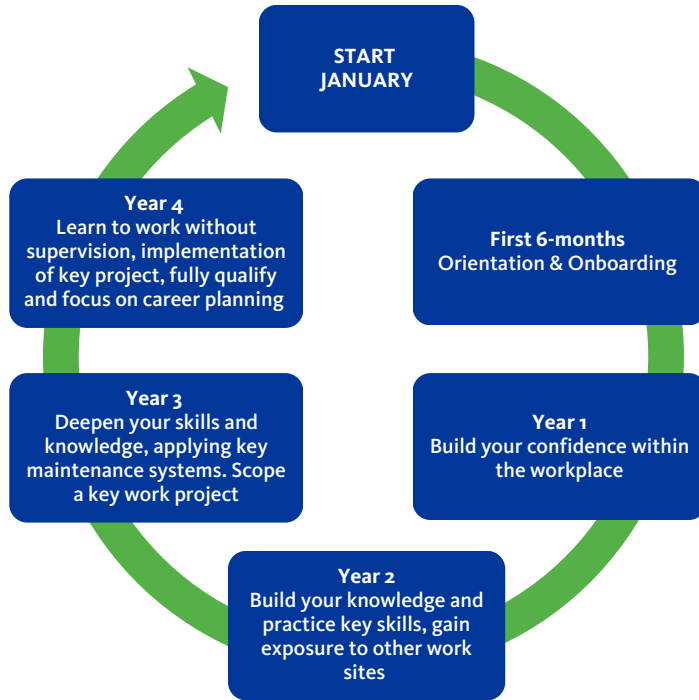 START
JANUARY
First 6-months
Orientation & Onboarding
Year 1
Build your confidence within
the workplace
Year 2
Build your knowledge and
practice key skills, gain
exposure to other work
sites
Year 3
Deepen your skills and
knowledge, applying key
maintenance systems. Scope
a key work project
Year 4
Learn to work without
supervision, implementation
of key project, fully qualify
and focus on career planning